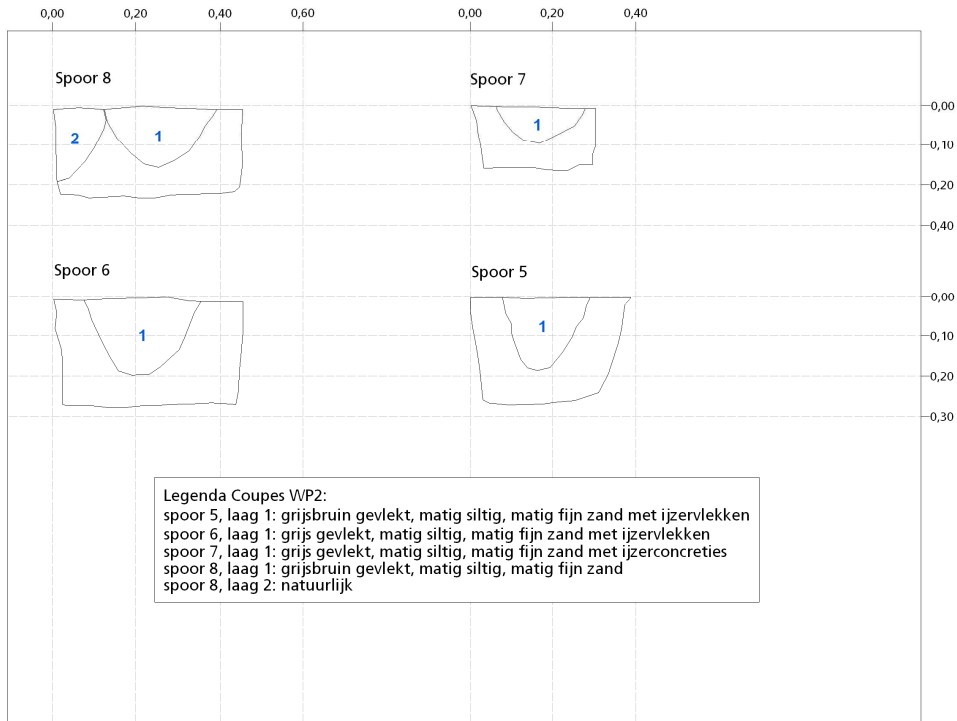 0,00 0,20 0,40 0,60 0,00 0,20 0,40
Spoor 8 Spoor 7
2 1 1
0,00
0,10
0,20
0,40
Spoor 6 Spoor 5
1 1
0,00
0,10
0,20
0,30
Legenda Coupes WP2:
spoor 5, laag 1: grijsbruin gevlekt, matig siltig, matig fijn zand met ijzervlekken
spoor 6, laag 1: grijs gevlekt, matig siltig, matig fijn zand met ijzervlekken
spoor 7, laag 1: grijs gevlekt, matig siltig, matig fijn zand met ijzerconcreties
spoor 8, laag 1: grijsbruin gevlekt, matig siltig, matig fijn zand
spoor 8, laag 2: natuurlijk